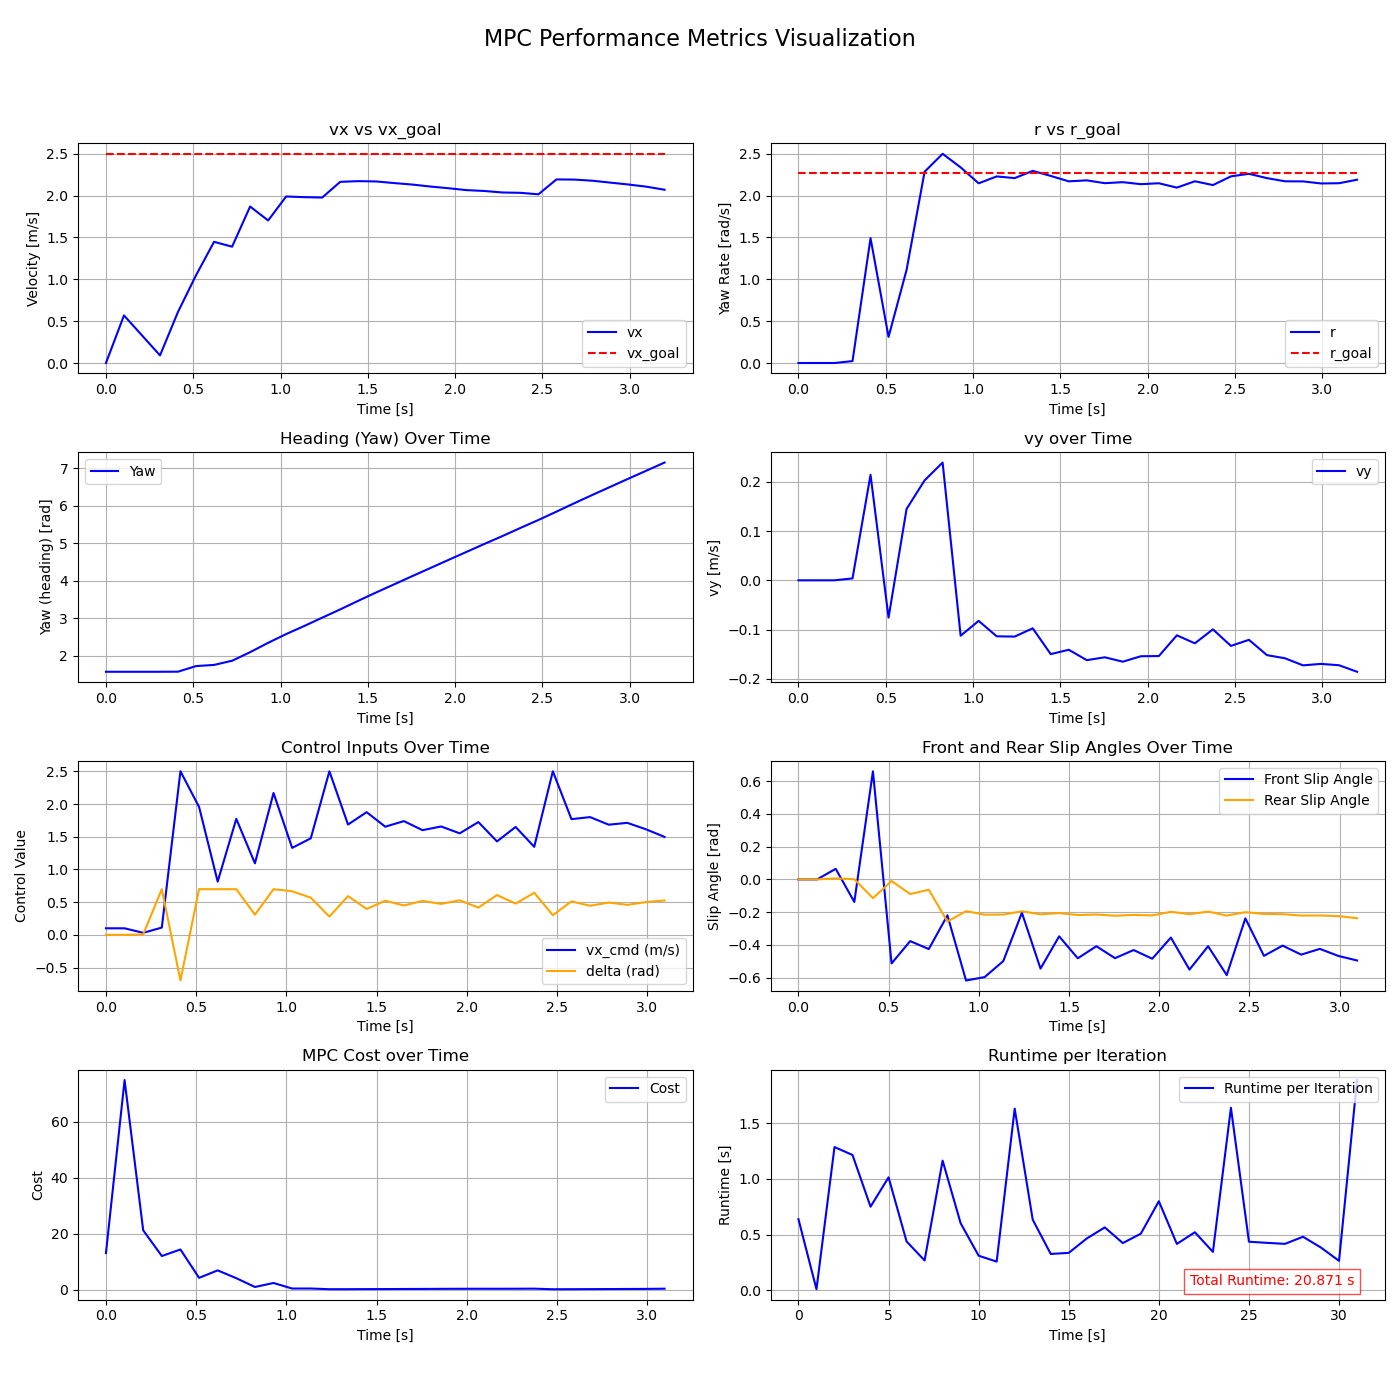 MPC Performance Metrics Visualization
vx vs vx_goal
Velocity [m/s]
2.5
2.0
1.5
1.0
0.5
0.0
vx
vx_goal
0.0 0.5 1.0 1.5 2.0 2.5 3.0
Time [s]
r vs r_goal
Yaw Rate [rad/s]
2.5
2.0
1.5
1.0
0.5
0.0
r
r_goal
0.0 0.5 1.0 1.5 2.0 2.5 3.0
Time [s]
Heading (Yaw) Over Time
Yaw (heading) [rad]
7
6
5
4
3
2
Yaw
0.0 0.5 1.0 1.5 2.0 2.5 3.0
Time [s]
vy over Time
vy [m/s]
0.2
0.1
0.0
−0.1
−0.2
vy
0.0 0.5 1.0 1.5 2.0 2.5 3.0
Time [s]
Control Inputs Over Time
Control Value
2.5
2.0
1.5
1.0
0.5
0.0
−0.5
vx_cmd (m/s)
delta (rad)
0.0 0.5 1.0 1.5 2.0 2.5 3.0
Time [s]
Front and Rear Slip Angles Over Time
Slip Angle [rad]
0.6
0.4
0.2
0.0
−0.2
−0.4
−0.6
Front Slip Angle
Rear Slip Angle
0.0 0.5 1.0 1.5 2.0 2.5 3.0
Time [s]
MPC Cost over Time
Cost
60
40
20
0
Cost
0.0 0.5 1.0 1.5 2.0 2.5 3.0
Time [s]
Runtime per Iteration
Runtime [s]
1.5
1.0
0.5
0.0
Runtime per Iteration
Total Runtime: 20.871 s
0 5 10 15 20 25 30
Time [s]